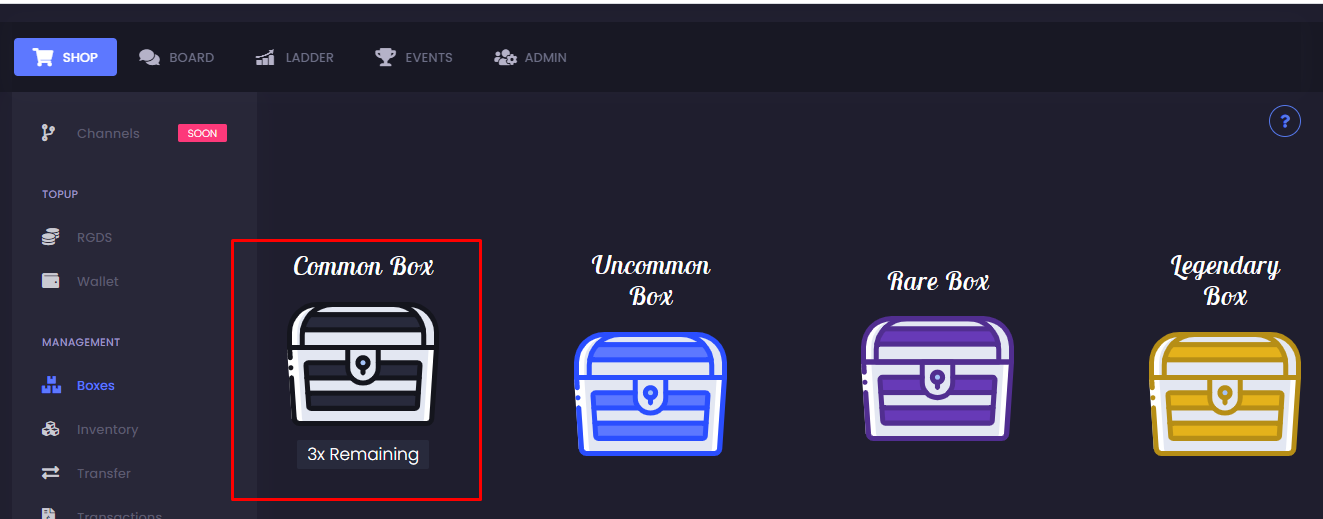 SHOP
BOARD
LADDER
EVENTS
ADMIN
Channels
SOON
?
TOPUP
RGDS
Wallet
MANAGEMENT
Boxes
Inventory
Transfer
Transactions
Common Box
3x Remaining
Uncommon
Box
Rare Box
Legendary
Box